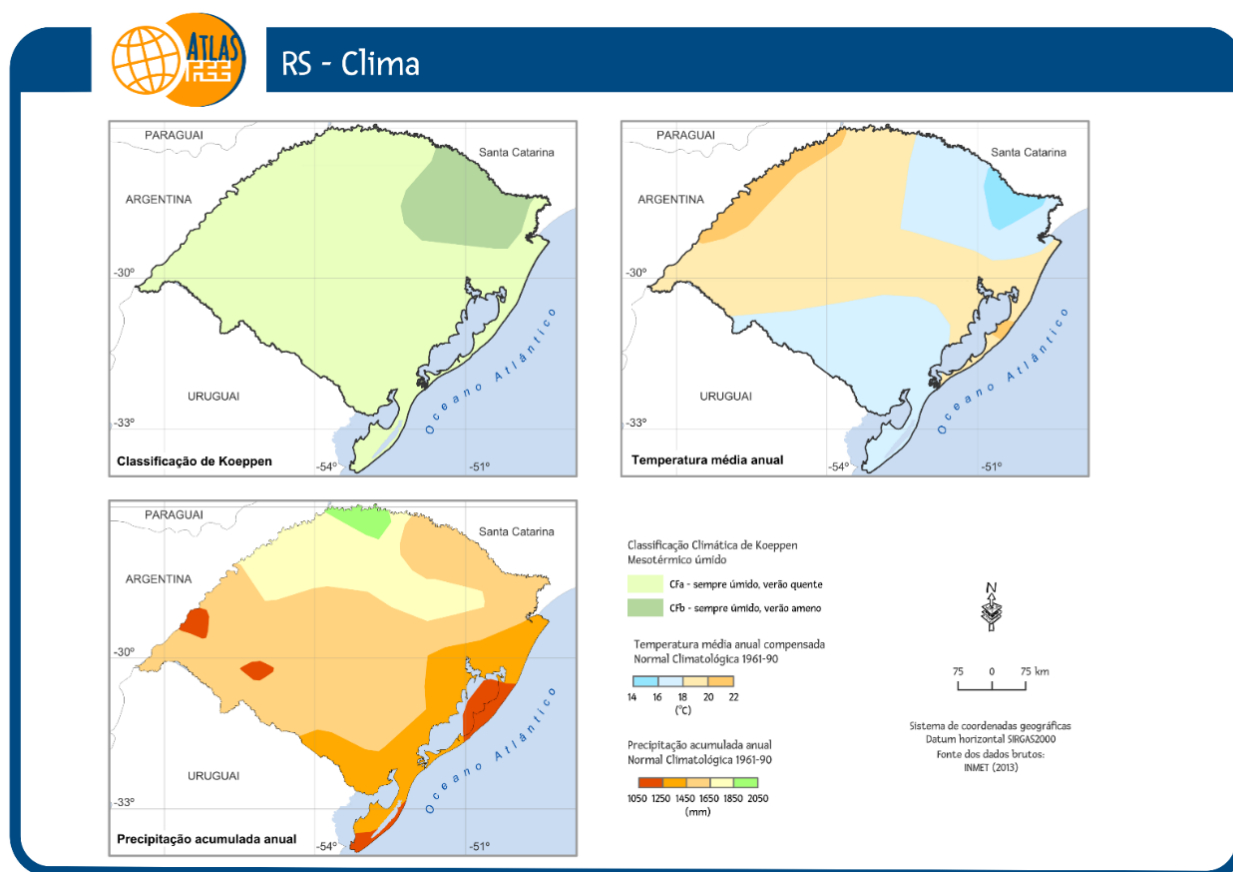 ATLAS
FEE
RS - Clima
PARAGUAI
Santa Catarina
ARGENTINA
-30º
URUGUAI
Oceano Atlântico
-33º
Classificação de Koeppen
-54º
-51º
PARAGUAI
Santa Catarina
ARGENTINA
-30º
URUGUAI
Oceano Atlântico
-33º
Temperatura média anual
-54º
-51º
PARAGUAI
Santa Catarina
ARGENTINA
-30º
URUGUAI
Oceano Atlântico
-33º
Precipitação acumulada anual
-54º
-51º
Classificação Climática de Koeppen
Mesotérmico úmido
CFa - sempre úmido, verão quente
CFb - sempre úmido, verão ameno
Temperatura média anual compensada
Normal Climatológica 1961-90
14 16 18 20 22
(ºC)
Precipitação acumulada anual
Normal Climatológica 1961-90
1050 1250 1450 1650 1850 2050
(mm)
N
75 0 75 km
Sistema de coordenadas geográficas
Datum horizontal SIRGAS2000
Fonte dos dados brutos:
INMET (2013)